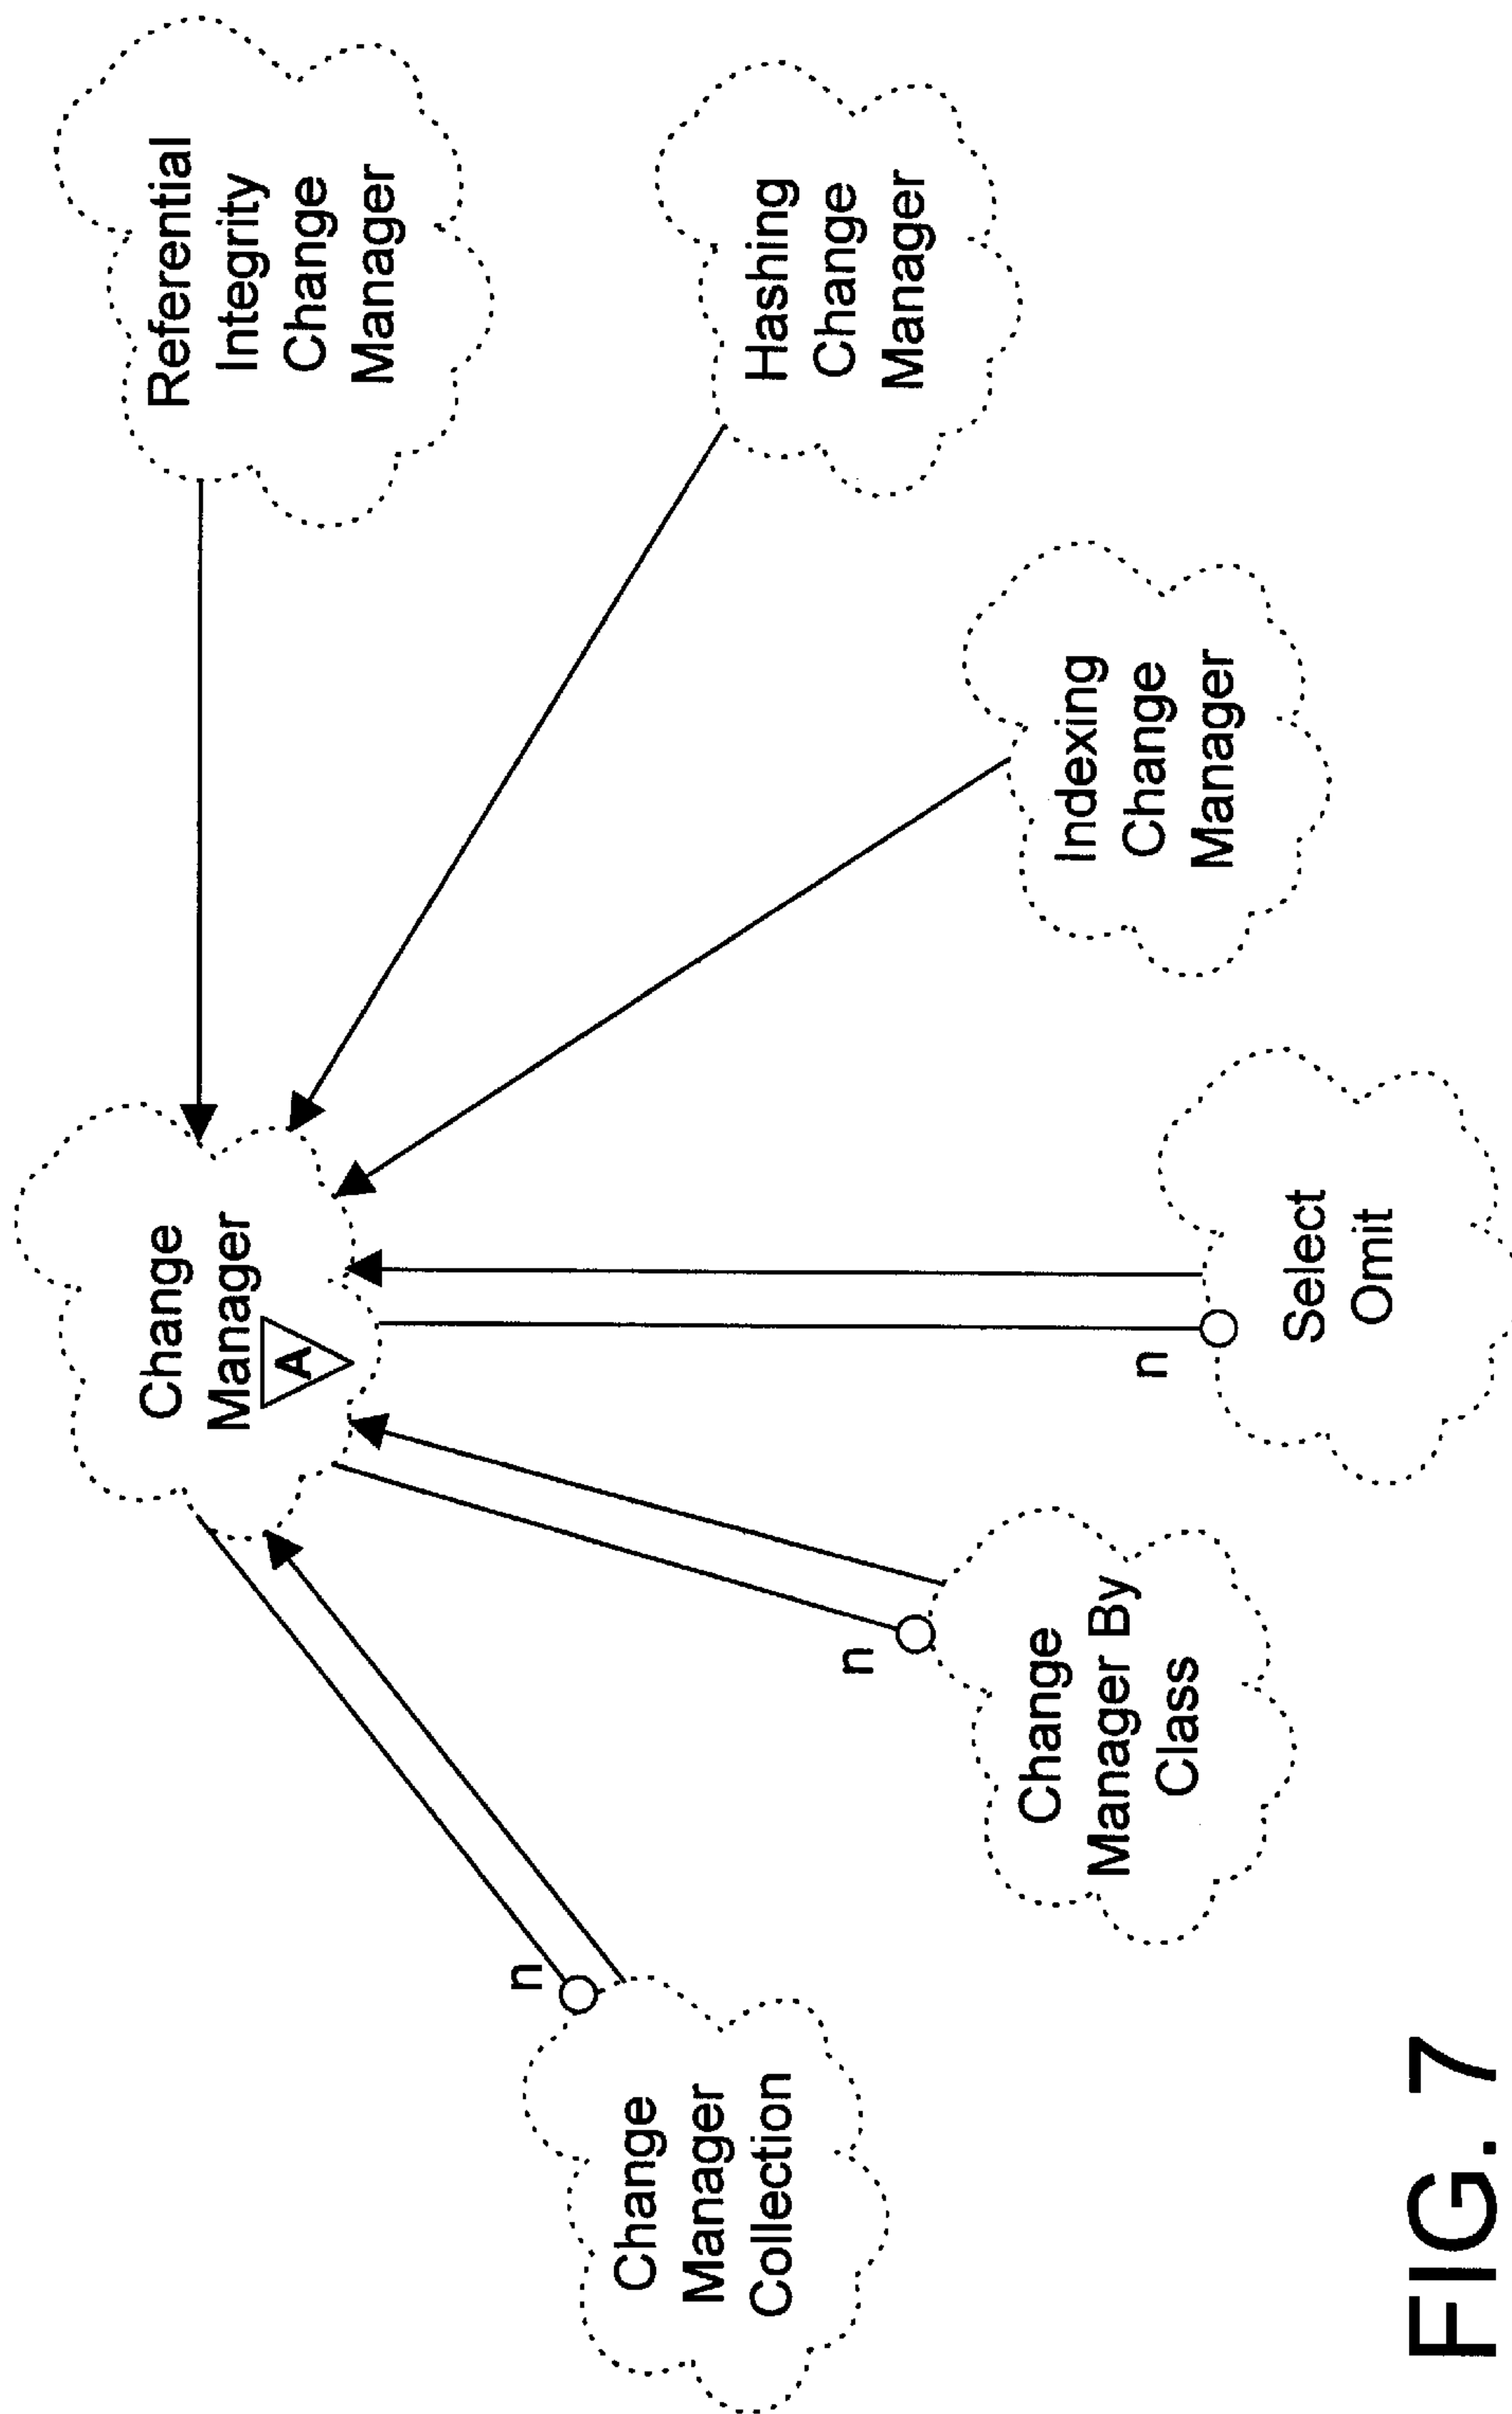 Change
Manager
A
Referential
Integrity
Change
Manager
Hashing
Change
Manager
Indexing
Change
Manager
Select
Omit
n
Change
Manager By
Class
n
Change
Manager
Collection
n
FIG. 7